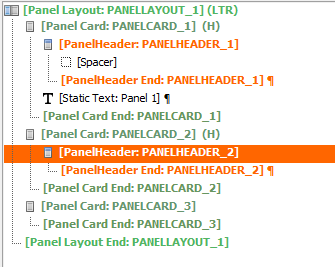 [Panel Layout: PANELLAYOUT_1] (LTR)
[Panel Card: PANELCARD_1] (H)
[PanelHeader: PANELHEADER_1]
[Spacer]
[PanelHeader End: PANELHEADER_1] ¶
T [Static Text: Panel 1] ¶
[Panel Card End: PANELCARD_1]
[Panel Card: PANELCARD_2] (H)
[PanelHeader: PANELHEADER_2]
[PanelHeader End: PANELHEADER_2] ¶
[Panel Card End: PANELCARD_2]
[Panel Card: PANELCARD_3]
[Panel Card End: PANELCARD_3]
[Panel Layout End: PANELLAYOUT_1]